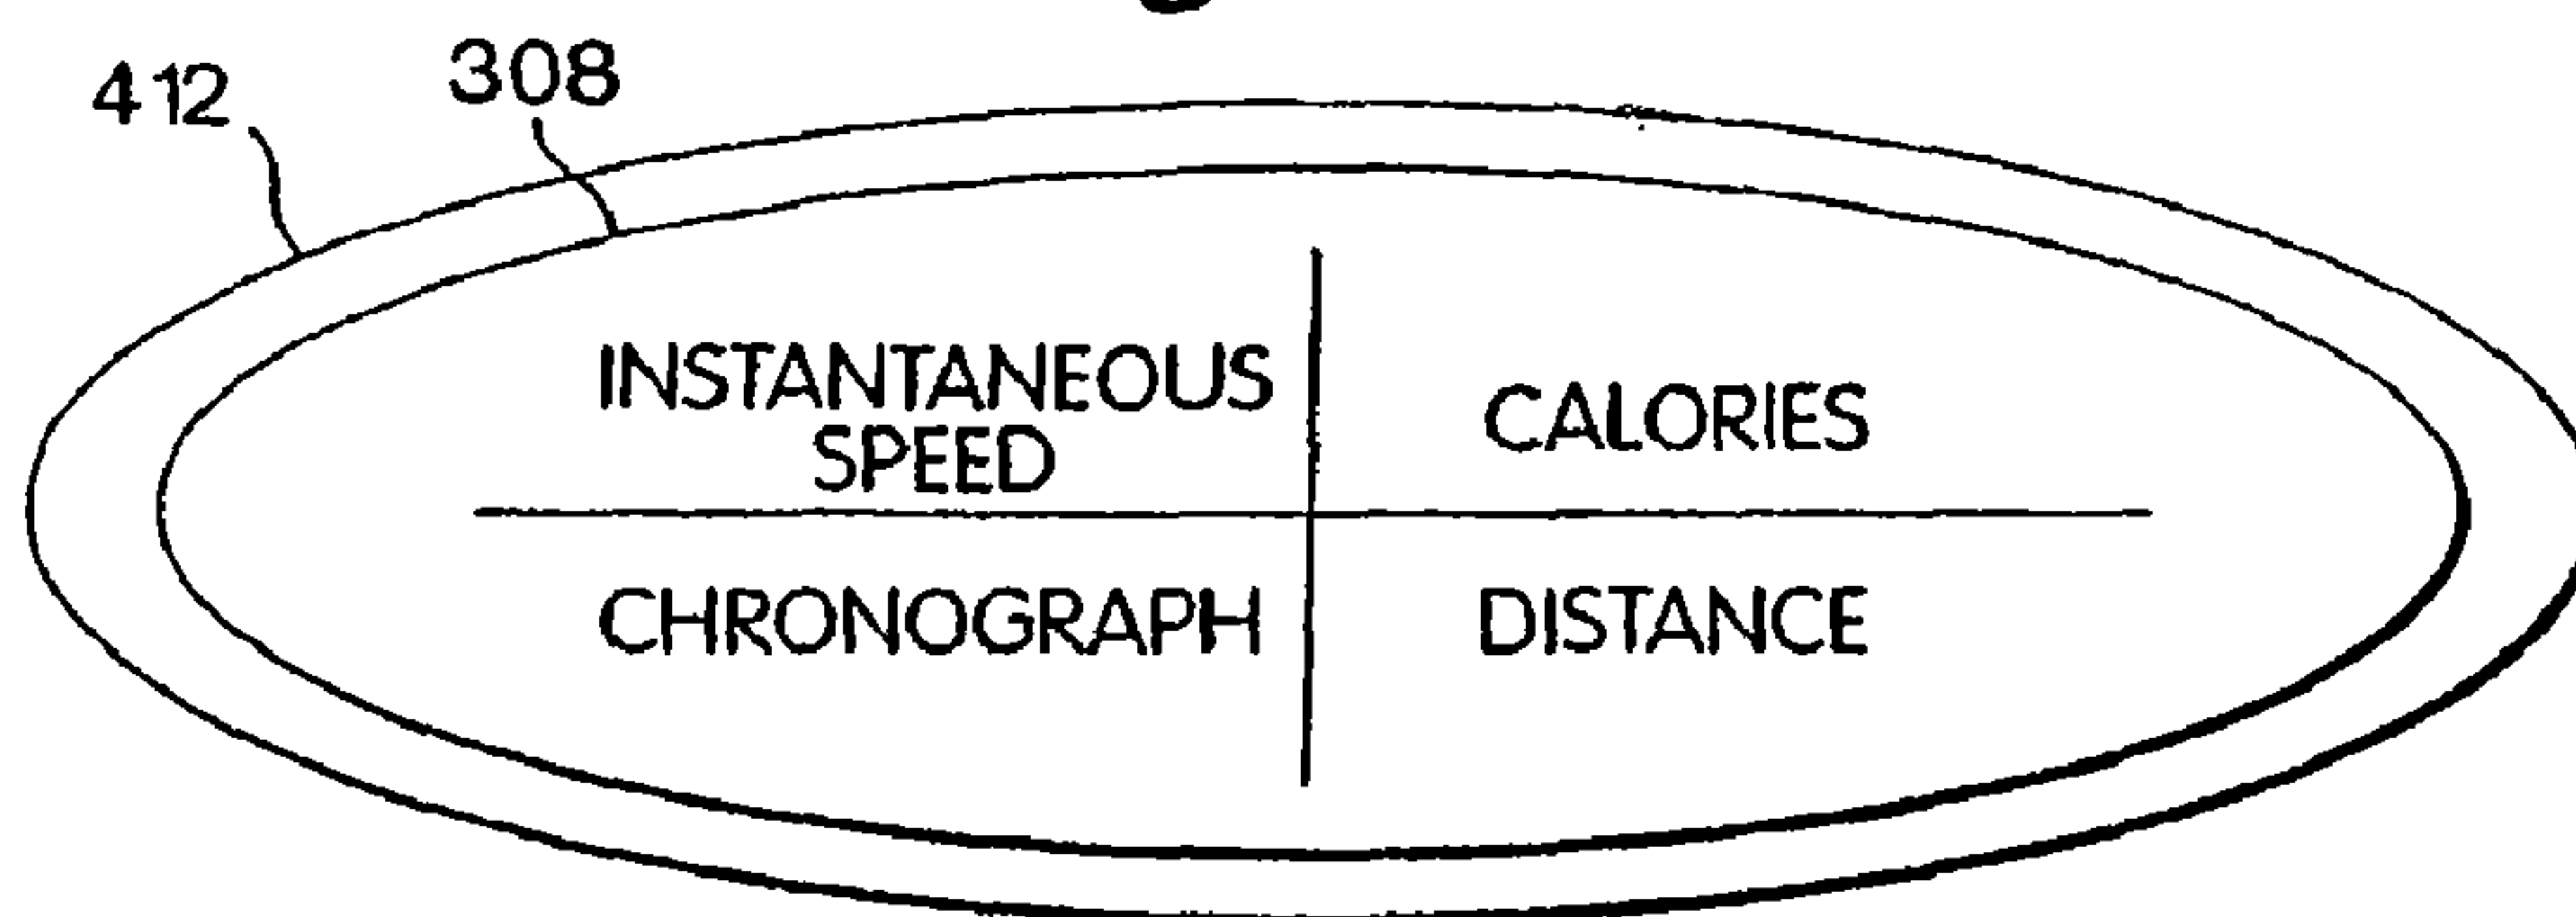 412
308
INSTANTANEOUS
SPEED
CALORIES
CHRONOGRAPH
DISTANCE